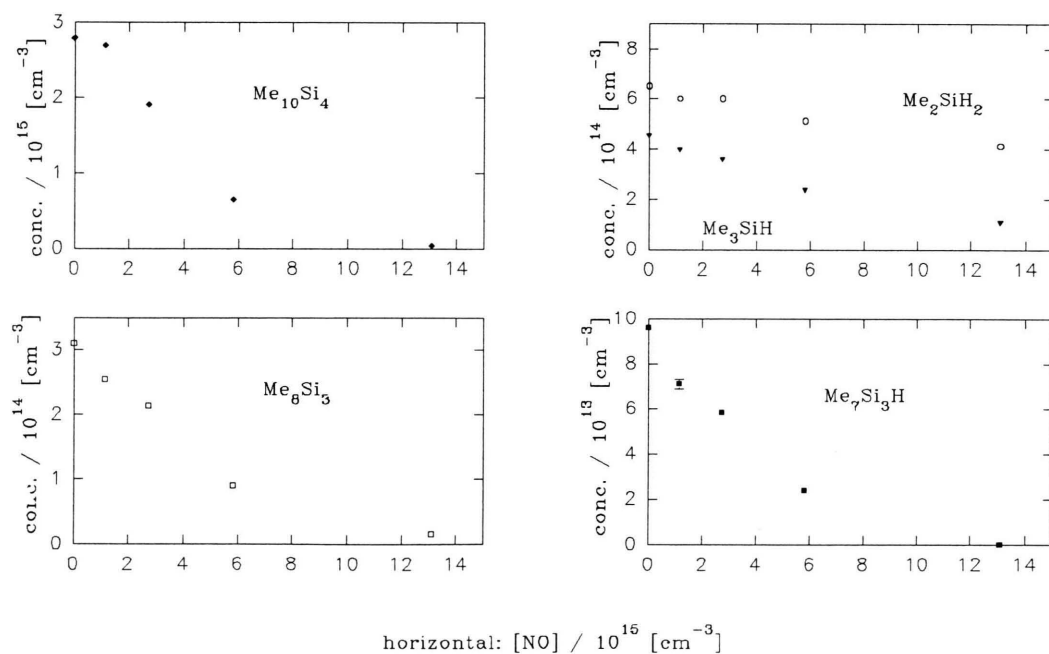 conc. / 10^15 [cm^-3]
3
2
1
0
Me10Si4
0 2 4 6 8 10 12 14
conc. / 10^14 [cm^-3]
8
6
4
2
0
Me2SiH2
Me3SiH
0 2 4 6 8 10 12 14
conc. / 10^14 [cm^-3]
3
2
1
0
Me8Si3
0 2 4 6 8 10 12 14
conc. / 10^13 [cm^-3]
10
8
6
4
2
0
Me7Si3H
0 2 4 6 8 10 12 14
horizontal: [NO] / 10^15 [cm^-3]